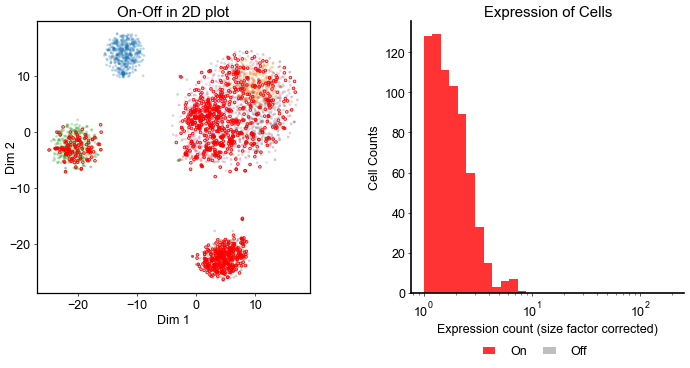 On-Off in 2D plot
Dim 2
10
0
−10
−20
−20
−10
0
10
Dim 1
Expression of Cells
Cell Counts
120
100
80
60
40
20
0
10^0
10^1
10^2
Expression count (size factor corrected)
On
Off